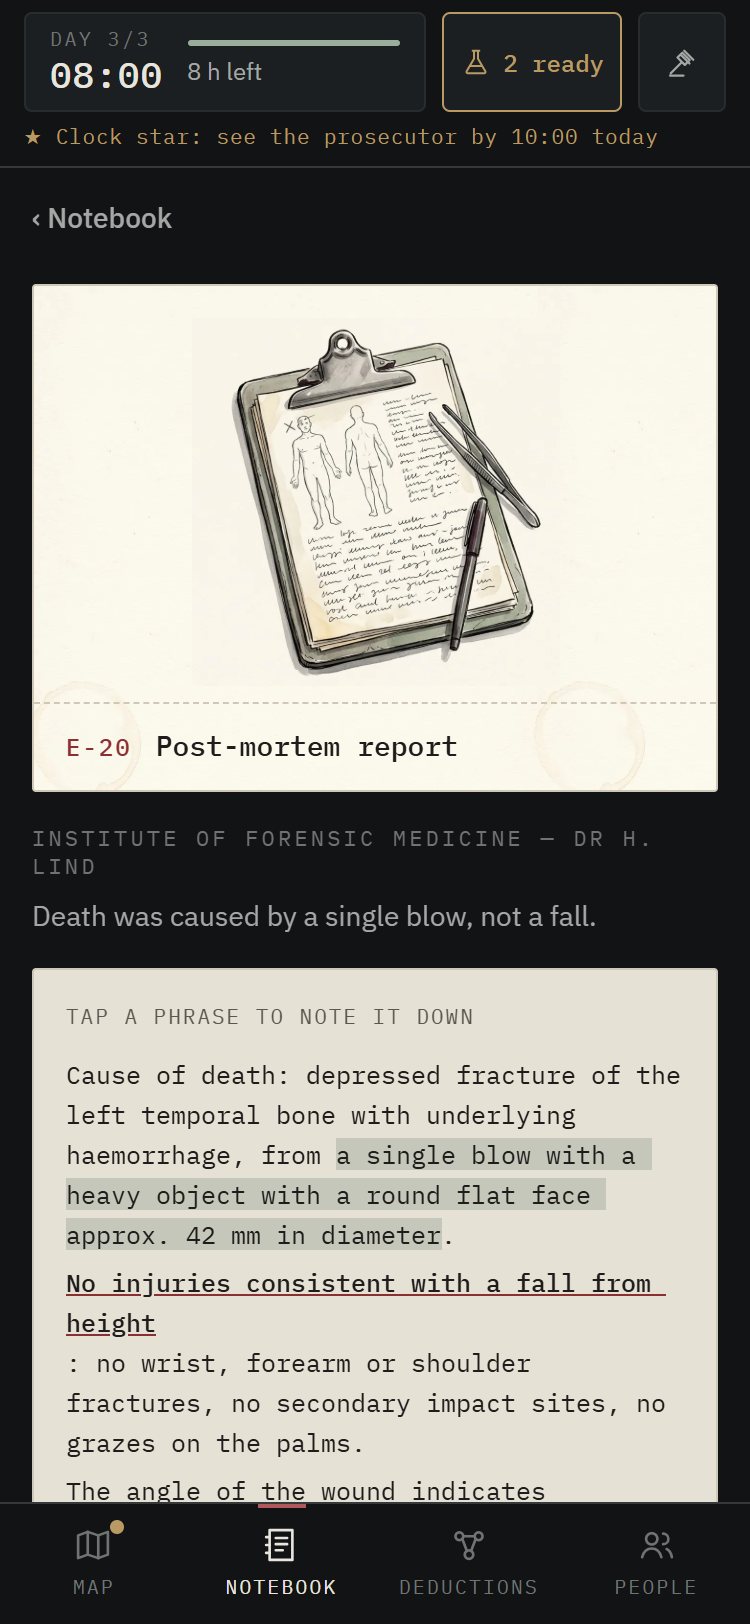 DAY 3/3
08:00
8 h left
2 ready
★ Clock star: see the prosecutor by 10:00 today
‹ Notebook
E-20 Post-mortem report
INSTITUTE OF FORENSIC MEDICINE — DR H.
LIND
Death was caused by a single blow, not a fall.
TAP A PHRASE TO NOTE IT DOWN
Cause of death: depressed fracture of the
left temporal bone with underlying
haemorrhage, from a single blow with a
heavy object with a round flat face
approx. 42 mm in diameter.
No injuries consistent with a fall from
height
: no wrist, forearm or shoulder
fractures, no secondary impact sites, no
grazes on the palms.
The angle of the wound indicates
MAP
NOTEBOOK
DEDUCTIONS
PEOPLE